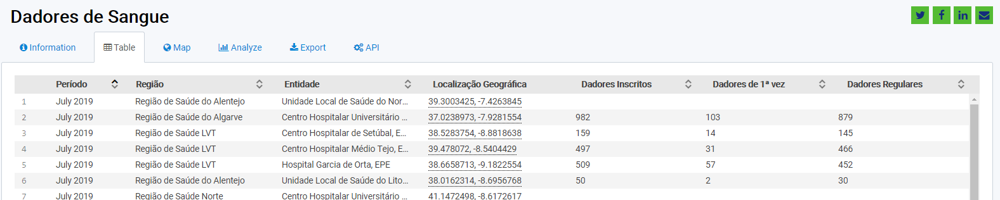 Dadores de Sangue
Information Table Map Analyze Export API
Período Região Entidade Localização Geográfica Dadores Inscritos Dadores de 1ª vez Dadores Regulares
1 July 2019 Região de Saúde do Alentejo Unidade Local de Saúde do Nor... 39.3003425, -7.4263845
2 July 2019 Região de Saúde do Algarve Centro Hospitalar Universitário ... 37.0238973, -7.9281554 982 103 879
3 July 2019 Região de Saúde LVT Centro Hospitalar de Setúbal, E... 38.5283754, -8.8818638 159 14 145
4 July 2019 Região de Saúde LVT Centro Hospitalar Médio Tejo, E... 39.478072, -8.5404429 497 31 466
5 July 2019 Região de Saúde LVT Hospital Garcia de Orta, EPE 38.6658713, -9.1822554 509 57 452
6 July 2019 Região de Saúde do Alentejo Unidade Local de Saúde do Lito... 38.0162314, -8.6956768 50 2 30
7 July 2019 Região de Saúde Norte Centro Hospitalar Universitário ... 41.1472498, -8.6172617